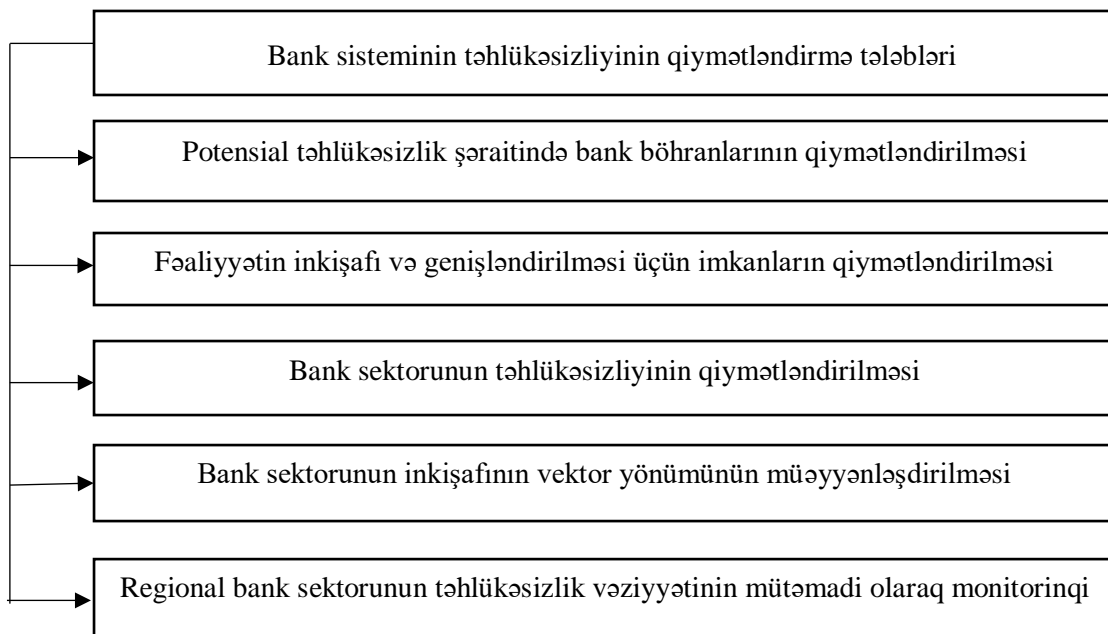 Bank sisteminin təhlükəsizliyinin qiymətləndirmə tələbləri
Potensial təhlükəsizlik şəraitində bank böhranlarının qiymətləndirilməsi
Fəaliyyətin inkişafı və genişləndirilməsi üçün imkanların qiymətləndirilməsi
Bank sektorunun təhlükəsizliyinin qiymətləndirilməsi
Bank sektorunun inkişafının vektor yönümünün müəyyənləşdirilməsi
Regional bank sektorunun təhlükəsizlik vəziyyətinin mütəmadi olaraq monitorinqi